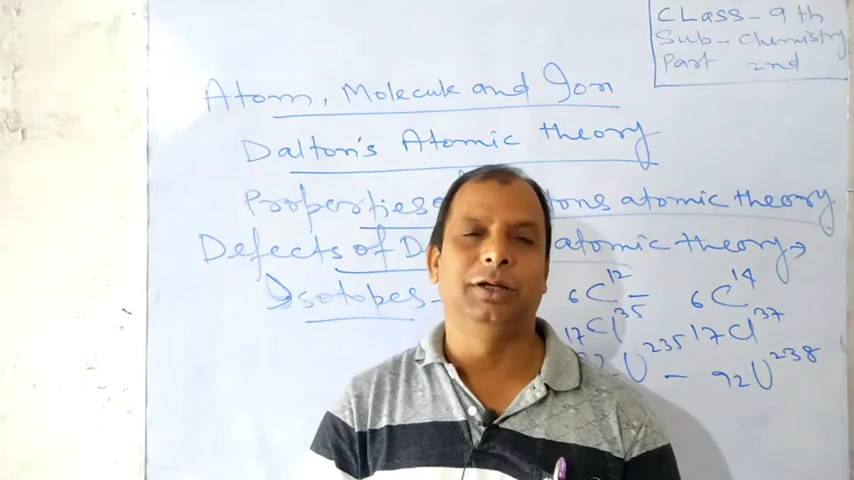 CLass - 9th
Sub - Chemistry
Part 2nd
Atom, Molecule and Ion
Dalton's Atomic theory
Properties atomic theory
Defects of atomic theory →
Isotopes - ₆C¹² - ₆C¹⁴
₁₇Cl³⁵ ₁₇Cl³⁷
U²³⁵ - ₉₂U²³⁸